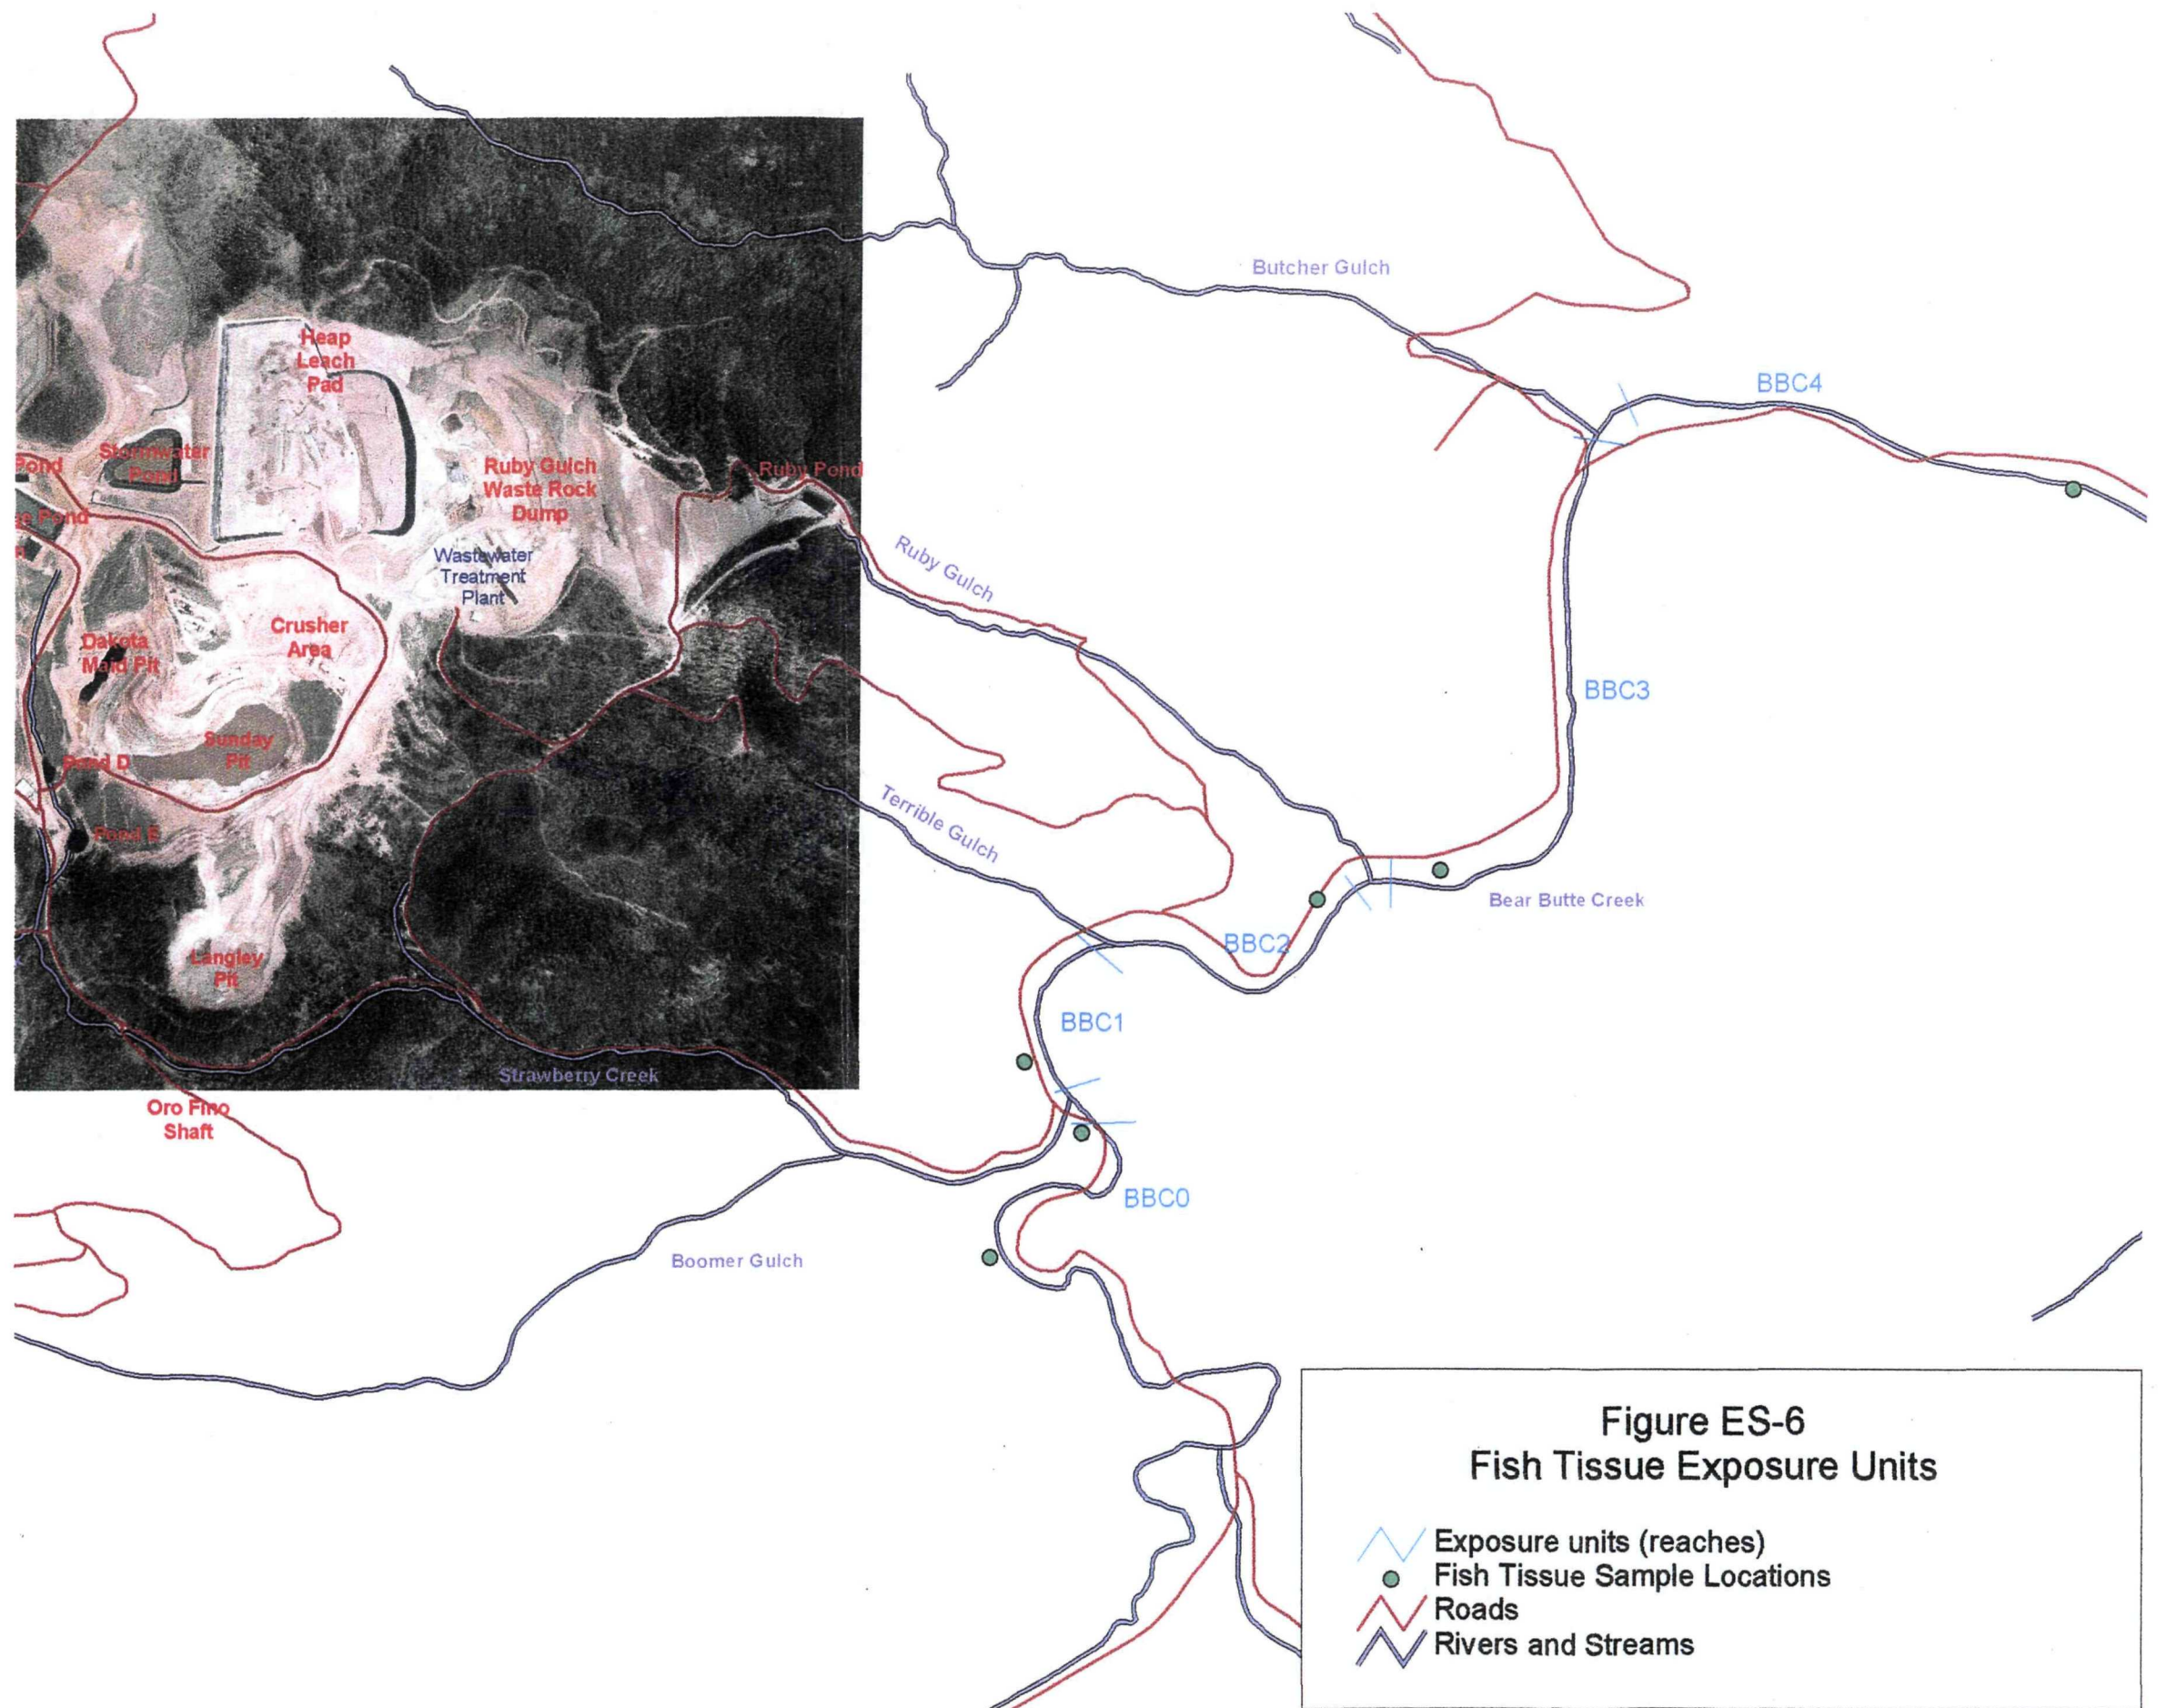 Butcher Gulch
BBC4
Heap
Leach
Pad
Stormwater
Pond
Pond
Ruby Gulch
Waste Rock
Dump
Ruby Pond
Pond
Wastewater
Treatment
Plant
Ruby Gulch
Crusher
Area
Dakota
Maid Pit
BBC3
Sunday
Pit
Pond D
Terrible Gulch
Pond E
Bear Butte Creek
BBC2
Langley
Pit
BBC1
Strawberry Creek
Oro Fino
Shaft
BBC0
Boomer Gulch
Figure ES-6
Fish Tissue Exposure Units
Exposure units (reaches)
Fish Tissue Sample Locations
Roads
Rivers and Streams